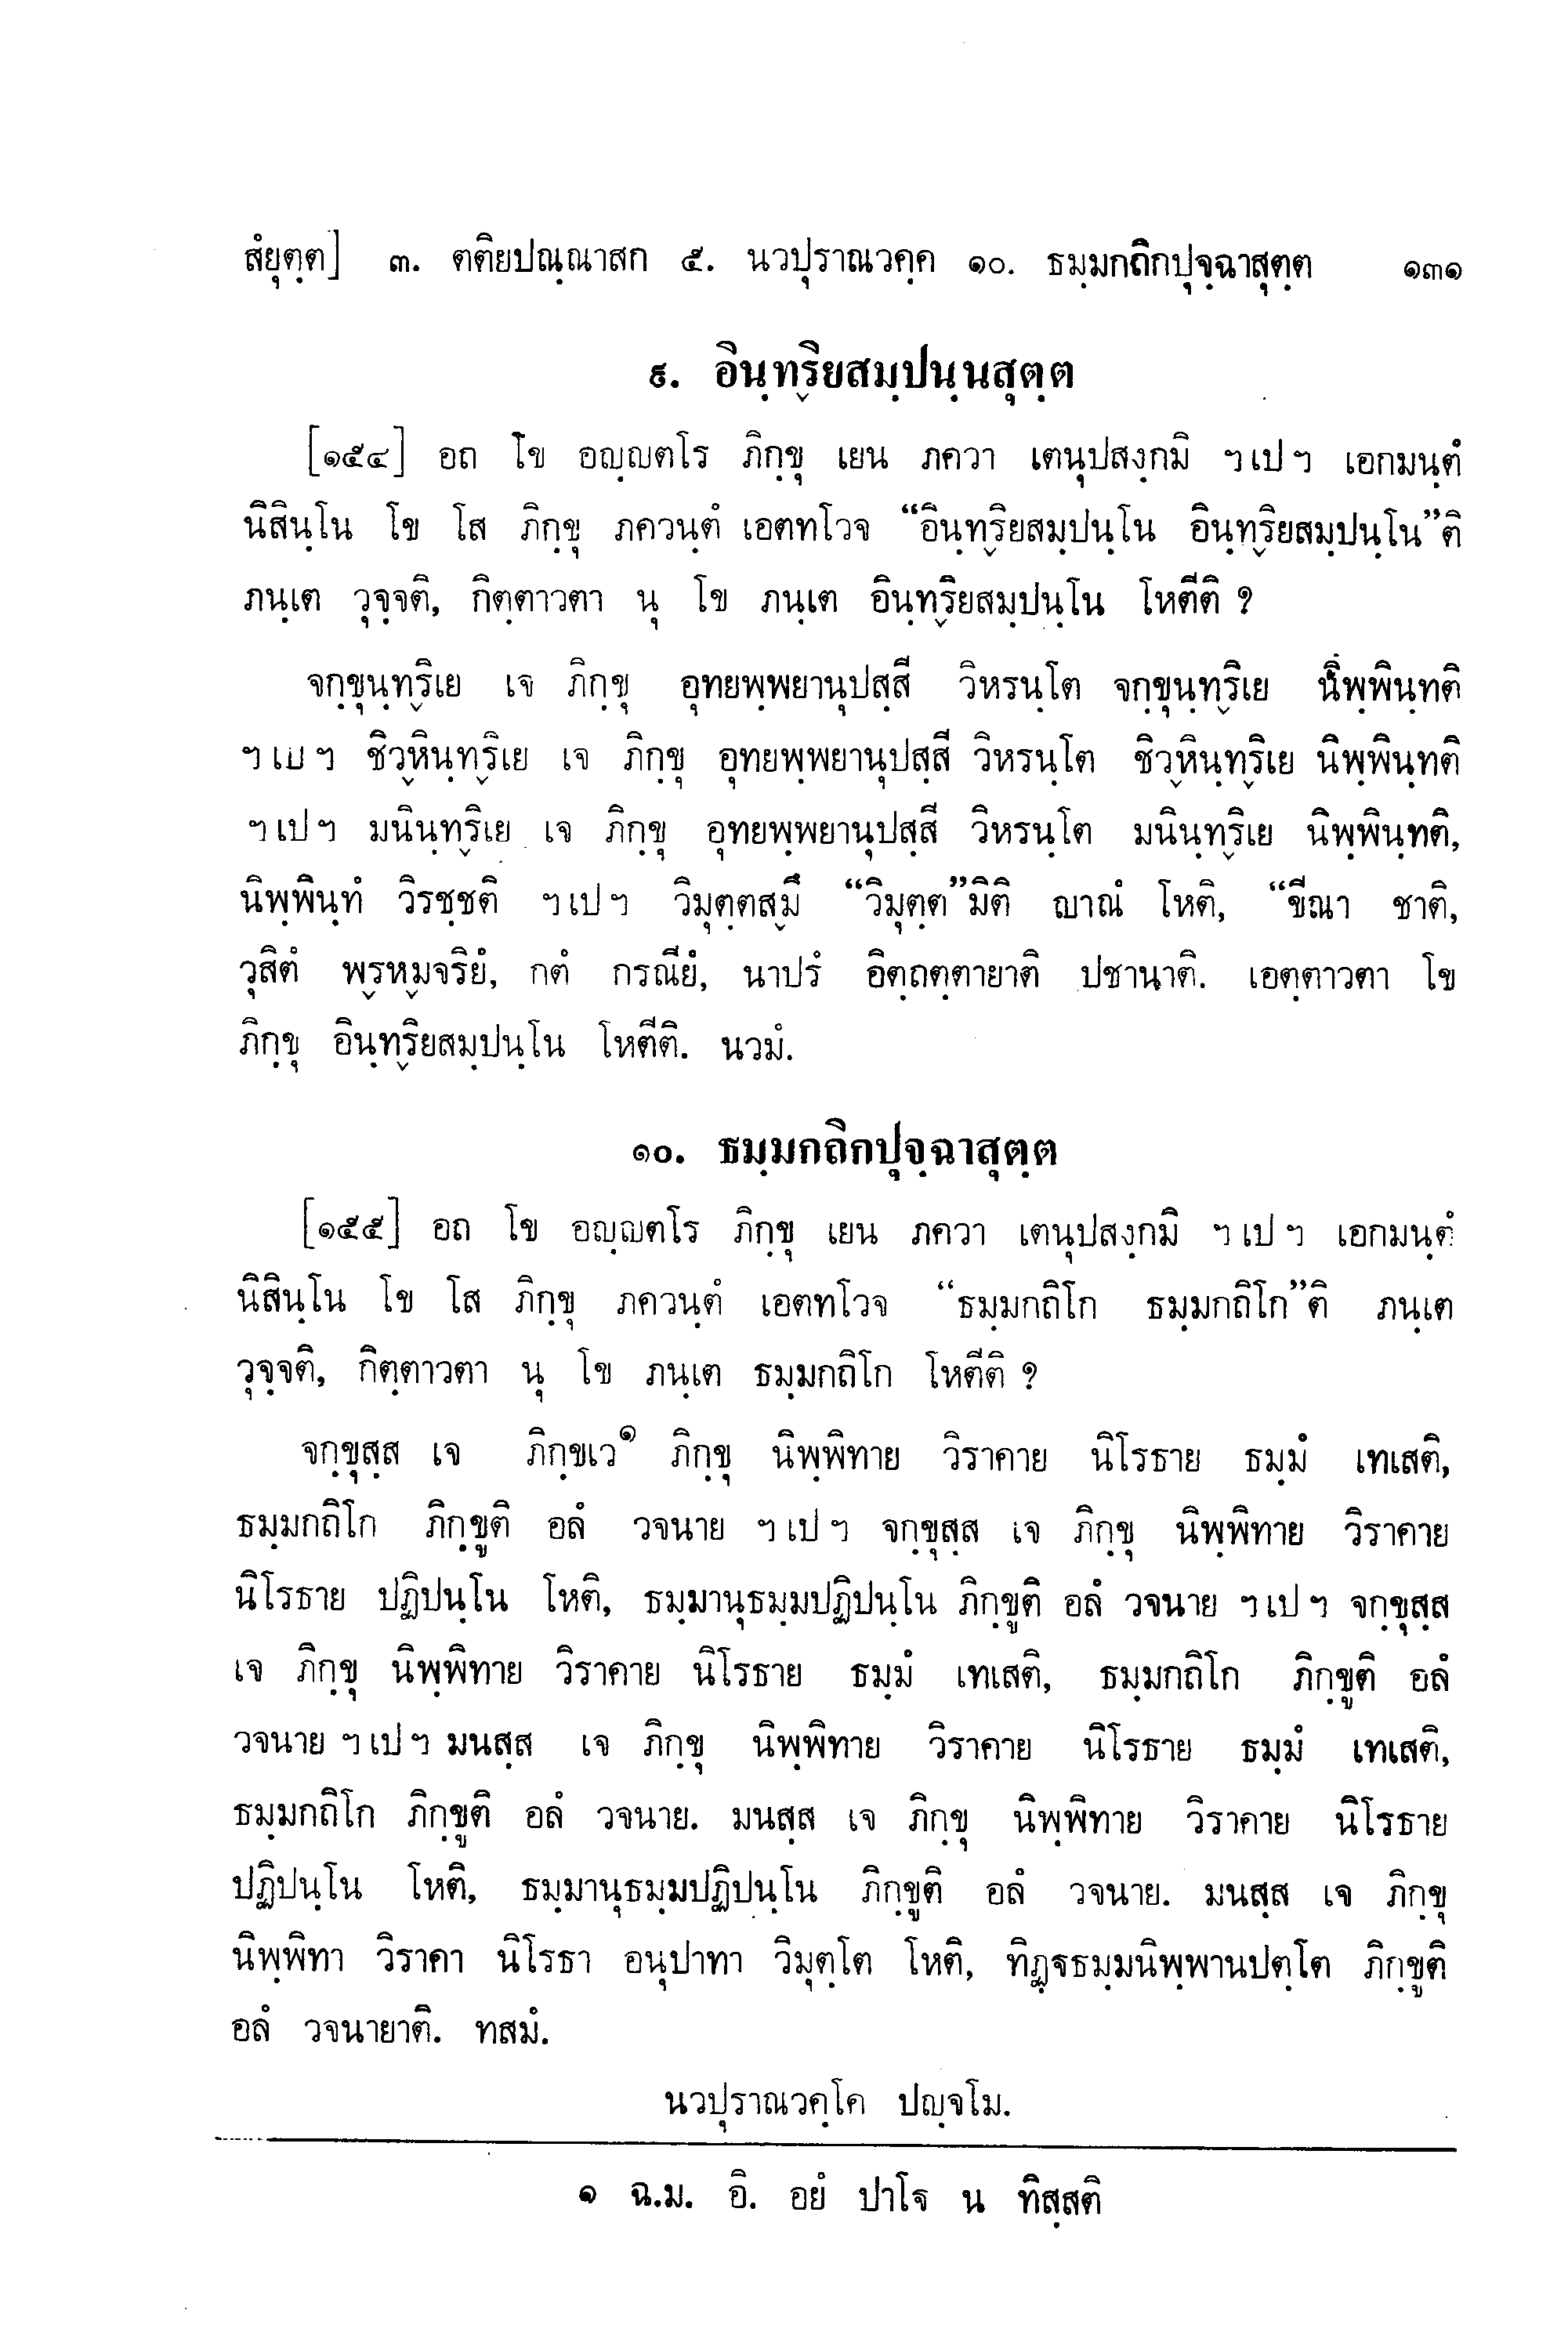 สํยุตฺต] ๓. ตติยปณฺณาสก ๕. นวปุราณวคฺค ๑๐. ธมฺมกถิกปุจฺฉาสุตฺต ๑๓๑
๙. อินฺทฺริยสมฺปนฺนสุตฺต
[๑๕๔] อถ โข อญฺญตโร ภิกฺขุ เยน ภควา เตนุปสงฺกมิ ฯเปฯ เอกมนฺตํ
นิสินฺโน โข โส ภิกฺขุ ภควนฺตํ เอตทโวจ “อินฺทฺริยสมฺปนฺโน อินฺทฺริยสมฺปนฺโน”ติ
ภนฺเต วุจฺจติ, กิตฺตาวตา นุ โข ภนฺเต อินฺทฺริยสมฺปนฺโน โหตีติ ?
จกฺขุนฺทฺริเย เจ ภิกฺขุ อุทยพฺพยานุปสฺสี วิหรนฺโต จกฺขุนฺทฺริเย นิพฺพินฺทติ
ฯเปฯ ชิวฺหินฺทฺริเย เจ ภิกฺขุ อุทยพฺพยานุปสฺสี วิหรนฺโต ชิวฺหินฺทฺริเย นิพฺพินฺทติ
ฯเปฯ มนินฺทฺริเย เจ ภิกฺขุ อุทยพฺพยานุปสฺสี วิหรนฺโต มนินฺทฺริเย นิพฺพินฺทติ,
นิพฺพินฺทํ วิรชฺชติ ฯเปฯ วิมุตฺตสฺมึ “วิมุตฺต”มิติ ญาณํ โหติ, “ขีณา ชาติ,
วุสิตํ พฺรหฺมจริยํ, กตํ กรณียํ, นาปรํ อิตฺถตฺตายาติ ปชานาติ. เอตฺตาวตา โข
ภิกฺขุ อินฺทฺริยสมฺปนฺโน โหตีติ. นวมํ.
๑๐. ธมฺมกถิกปุจฺฉาสุตฺต
[๑๕๕] อถ โข อญฺญตโร ภิกฺขุ เยน ภควา เตนุปสงฺกมิ ฯเปฯ เอกมนฺตํ
นิสินฺโน โข โส ภิกฺขุ ภควนฺตํ เอตทโวจ “ธมฺมกถิโก ธมฺมกถิโก”ติ ภนฺเต
วุจฺจติ, กิตฺตาวตา นุ โข ภนฺเต ธมฺมกถิโก โหตีติ ?
จกฺขุสฺส เจ ภิกฺขเว๑ ภิกฺขุ นิพฺพิทาย วิราคาย นิโรธาย ธมฺมํ เทเสติ,
ธมฺมกถิโก ภิกฺขูติ อลํ วจนาย ฯเปฯ จกฺขุสฺส เจ ภิกฺขุ นิพฺพิทาย วิราคาย
นิโรธาย ปฏิปนฺโน โหติ, ธมฺมานุธมฺมปฏิปนฺโน ภิกฺขูติ อลํ วจนาย ฯเปฯ จกฺขุสฺส
เจ ภิกฺขุ นิพฺพิทาย วิราคาย นิโรธาย ธมฺมํ เทเสติ, ธมฺมกถิโก ภิกฺขูติ อลํ
วจนาย ฯเปฯ มนสฺส เจ ภิกฺขุ นิพฺพิทาย วิราคาย นิโรธาย ธมฺมํ เทเสติ,
ธมฺมกถิโก ภิกฺขูติ อลํ วจนาย. มนสฺส เจ ภิกฺขุ นิพฺพิทาย วิราคาย นิโรธาย
ปฏิปนฺโน โหติ, ธมฺมานุธมฺมปฏิปนฺโน ภิกฺขูติ อลํ วจนาย. มนสฺส เจ ภิกฺขุ
นิพฺพิทา วิราคา นิโรธา อนุปาทา วิมุตฺโต โหติ, ทิฏฺฐธมฺมนิพฺพานปตฺโต ภิกฺขูติ
อลํ วจนายาติ. ทสมํ.
นวปุราณวคฺโค ปญฺจโม.
๑ ฉ.ม. อิ. อยํ ปาโฐ น ทิสฺสติ